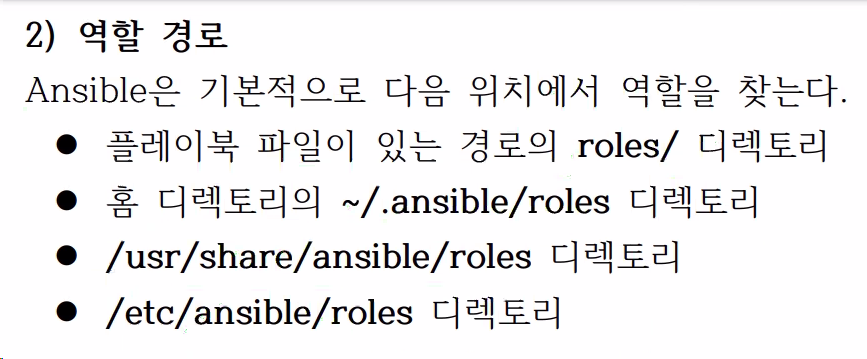 2) 역할 경로
Ansible은 기본적으로 다음 위치에서 역할을 찾는다.
● 플레이북 파일이 있는 경로의 roles/ 디렉토리
● 홈 디렉토리의 ~/.ansible/roles 디렉토리
● /usr/share/ansible/roles 디렉토리
● /etc/ansible/roles 디렉토리